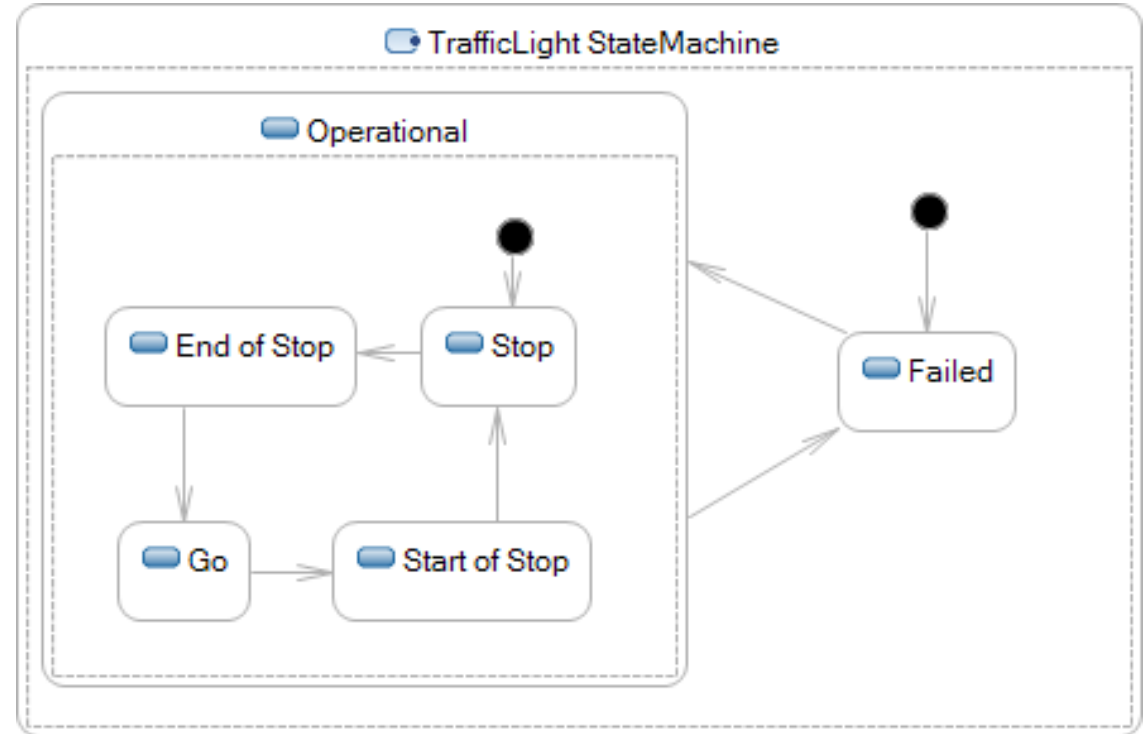 TrafficLight StateMachine
Operational
End of Stop
Stop
Failed
Go
Start of Stop